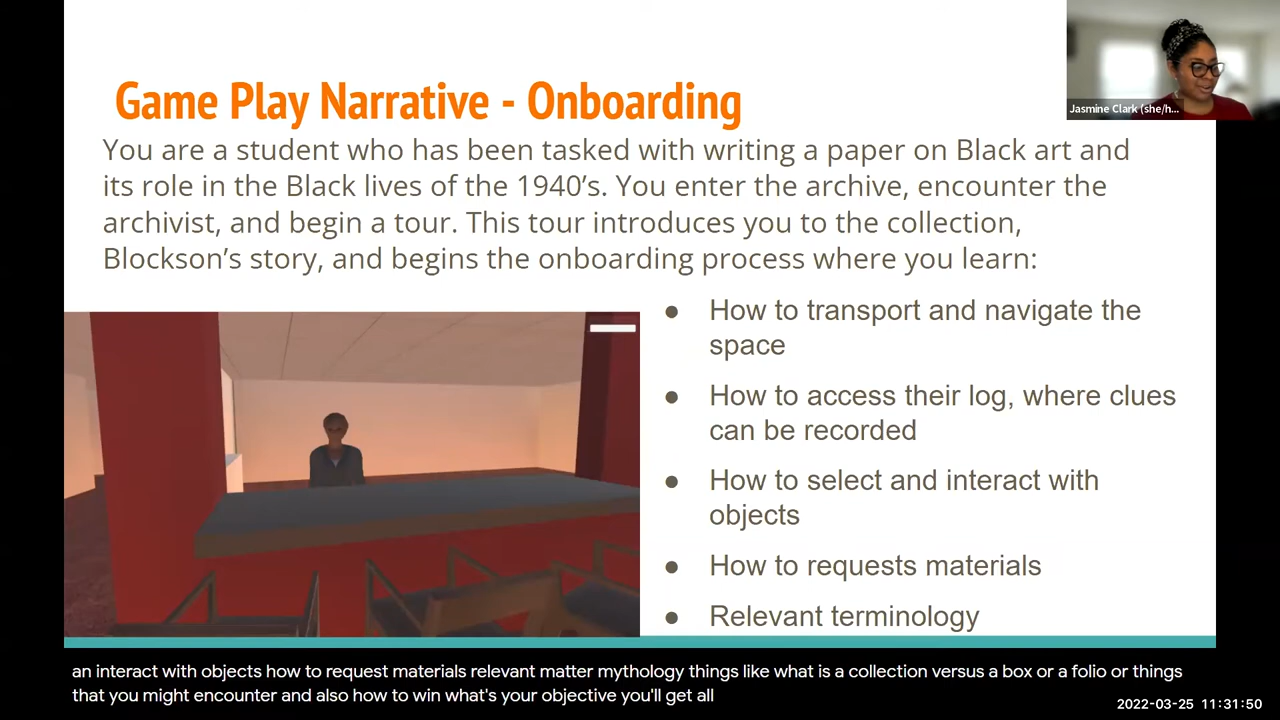 Jasmine Clark (she/h...
Game Play Narrative - Onboarding
You are a student who has been tasked with writing a paper on Black art and
its role in the Black lives of the 1940’s. You enter the archive, encounter the
archivist, and begin a tour. This tour introduces you to the collection,
Blockson’s story, and begins the onboarding process where you learn:
● How to transport and navigate the
space
● How to access their log, where clues
can be recorded
● How to select and interact with
objects
● How to requests materials
● Relevant terminology
an interact with objects how to request materials relevant matter mythology things like what is a collection versus a box or a folio or things
that you might encounter and also how to win what's your objective you'll get all
2022-03-25 11:31:50